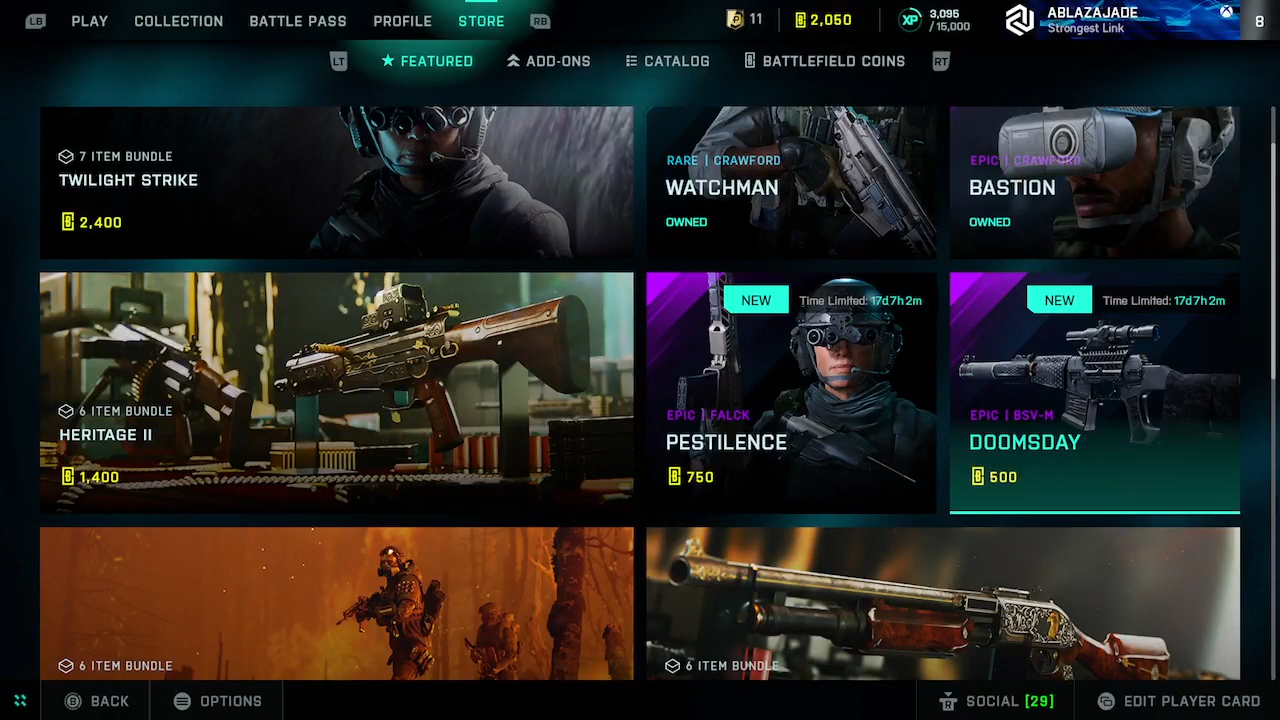 LB PLAY COLLECTION BATTLE PASS PROFILE STORE RB 11 2,050 XP 3,095 / 15,000 ABLAZAJADE Strongest Link 8
LT FEATURED ADD-ONS CATALOG BATTLEFIELD COINS RT
7 ITEM BUNDLE
TWILIGHT STRIKE
2,400
RARE | CRAWFORD
WATCHMAN
OWNED
EPIC | CRAWFORD
BASTION
OWNED
6 ITEM BUNDLE
HERITAGE II
1,400
NEW Time Limited: 17d7h2m
EPIC | FALCK
PESTILENCE
750
NEW Time Limited: 17d7h2m
EPIC | BSV-M
DOOMSDAY
500
6 ITEM BUNDLE
6 ITEM BUNDLE
B BACK OPTIONS R SOCIAL [29] EDIT PLAYER CARD